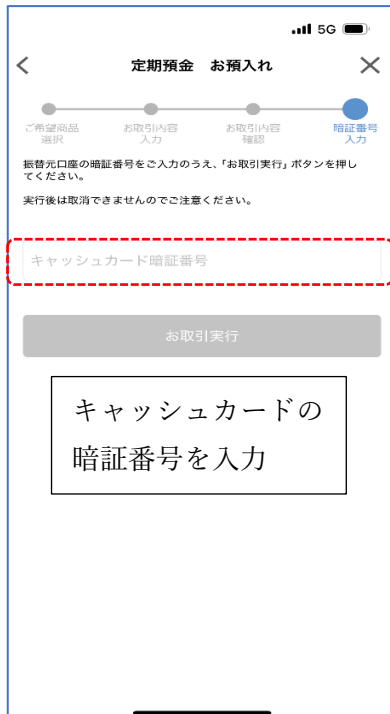 5G
定期預金　お預入れ
ご希望商品
選択
お取引内容
入力
お取引内容
確認
暗証番号
入力
振替元口座の暗証番号をご入力のうえ、「お取引実行」ボタンを押し
てください。
実行後は取消できませんのでご注意ください。
キャッシュカード暗証番号
お取引実行
キャッシュカードの
暗証番号を入力